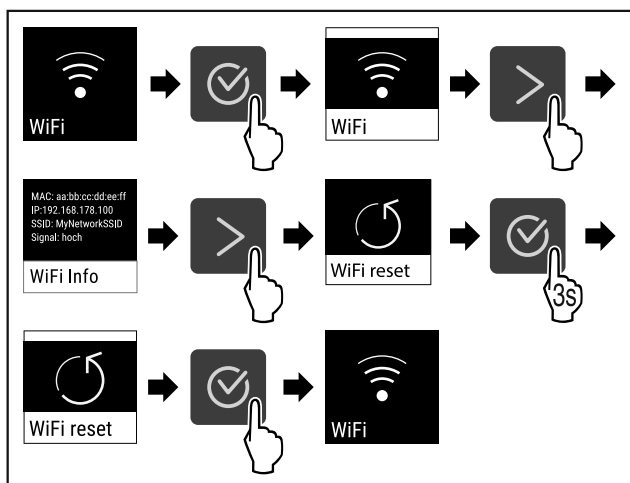 WiFi
WiFi
MAC: aa:bb:cc:dd:ee:ff
IP:192.168.178.100
SSID: MyNetworkSSID
Signal: hoch
WiFi Info
WiFi reset
3s
WiFi reset
WiFi